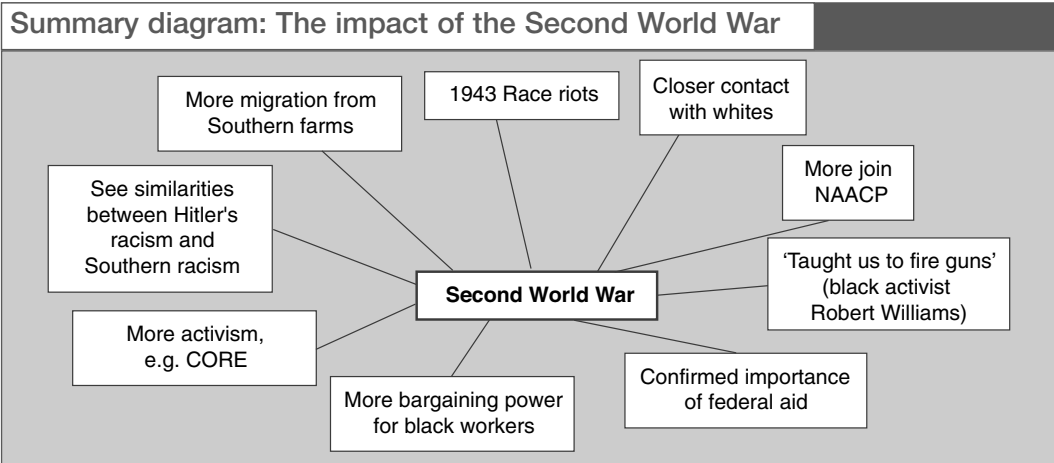 Summary diagram: The impact of the Second World War
More migration from
Southern farms
1943 Race riots
Closer contact
with whites
See similarities
between Hitler's
racism and
Southern racism
More join
NAACP
Second World War
‘Taught us to fire guns’
(black activist
Robert Williams)
More activism,
e.g. CORE
More bargaining power
for black workers
Confirmed importance
of federal aid